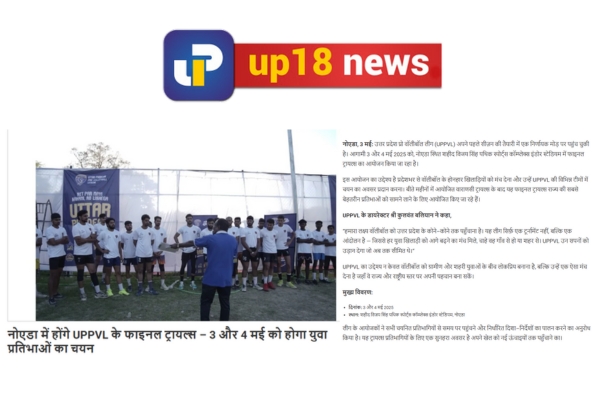 UP
up18 news
UTTAR
नोएडा में होंगे UPPVL के फाइनल ट्रायल्स – 3 और 4 मई को होगा युवा
प्रतिभाओं का चयन
नोएडा, 3 मई: उत्तर प्रदेश प्रो वॉलीबॉल लीग (UPPVL) अपने पहले सीज़न की तैयारी में एक निर्णायक मोड़ पर पहुंच चुकी
है। आगामी 3 और 4 मई 2025 को, नोएडा स्थित शहीद विजय सिंह पथिक स्पोर्ट्स कॉम्प्लेक्स इंडोर स्टेडियम में फाइनल
ट्रायल्स का आयोजन किया जा रहा है।
इस आयोजन का उद्देश्य है प्रदेशभर से वॉलीबॉल के होनहार खिलाड़ियों को मंच देना और उन्हें UPPVL की विभिन्न टीमों में
चयन का अवसर प्रदान करना। बीते महीनों में आयोजित वाराणसी ट्रायल्स के बाद यह फाइनल ट्रायल्स राज्य की सबसे
बेहतरीन प्रतिभाओं को सामने लाने के लिए आयोजित किए जा रहे हैं।
UPPVL के डायरेक्टर श्री कुलवंत बलियान ने कहा,
"हमारा लक्ष्य वॉलीबॉल को उत्तर प्रदेश के कोने-कोने तक पहुँचाना है। यह लीग सिर्फ एक टूर्नामेंट नहीं, बल्कि एक
आंदोलन है – जिससे हर युवा खिलाड़ी को आगे बढ़ने का मंच मिले, चाहे वह गाँव से हो या शहर से। UPPVL उन सपनों को
उड़ान देगा जो अब तक सीमित थे।"
UPPVL का उद्देश्य न केवल वॉलीबॉल को ग्रामीण और शहरी युवाओं के बीच लोकप्रिय बनाना है, बल्कि उन्हें एक ऐसा मंच
देना है जहाँ वे राज्य और राष्ट्रीय स्तर पर अपनी पहचान बना सकें।
मुख्य विवरण:
• दिनांक: 3 और 4 मई 2025
• स्थान: शहीद विजय सिंह पथिक स्पोर्ट्स कॉम्प्लेक्स इंडोर स्टेडियम, नोएडा
लीग के आयोजकों ने सभी चयनित प्रतिभागियों से समय पर पहुंचने और निर्धारित दिशा-निर्देशों का पालन करने का अनुरोध
किया है। यह ट्रायल्स प्रतिभागियों के लिए एक सुनहरा अवसर है अपने खेल को नई ऊंचाइयों तक पहुँचाने का।